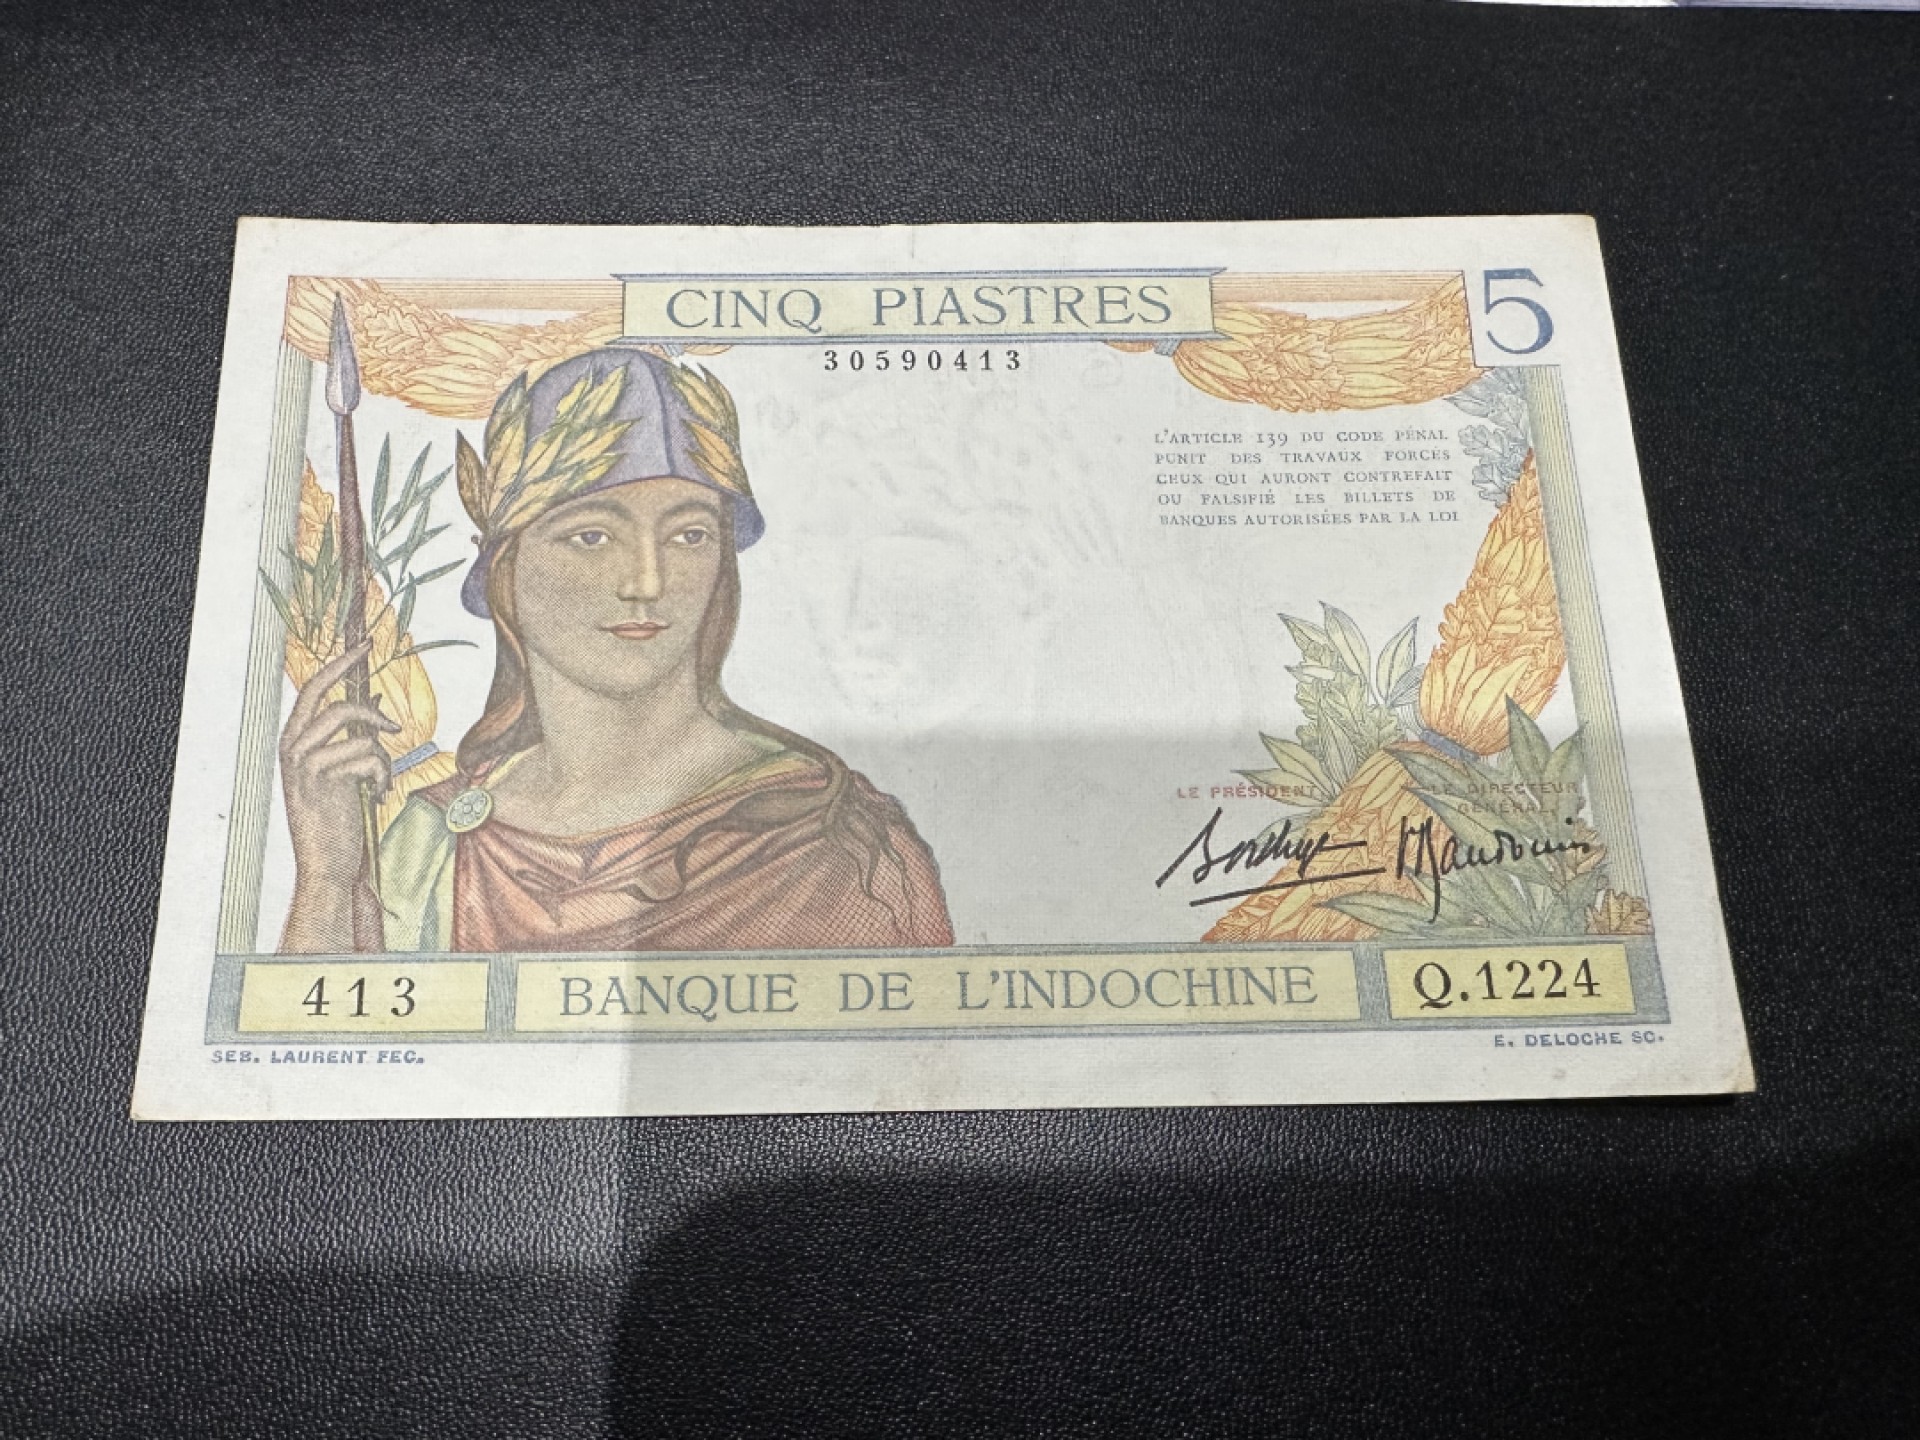 CINQ PIASTRES
5
30590413
L'ARTICLE 139 DU CODE PÉNAL
PUNIT DES TRAVAUX FORCES
CEUX QUI AURONT CONTREFAIT
OU FALSIFIÉ LES BILLETS DE
BANQUES AUTORISÉES PAR LA LOI
LE PRÉSIDENT,
LE DIRECTEUR
GÉNÉRAL,
413
BANQUE DE L'INDOCHINE
Q.1224
SEB. LAURENT FEC.
E. DELOCHE SC.